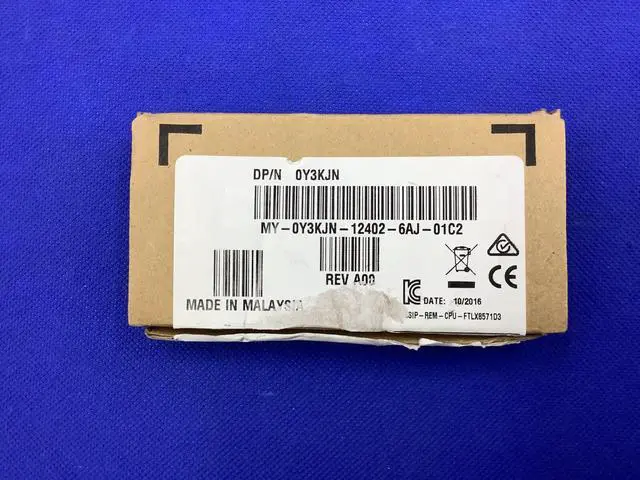 DP/N 0Y3KJN
MY-0Y3KJN-12402-6AJ-01C2
REV A00
MADE IN MALAYSIA
DATE: 10/2016
SIP-REM-CPU-FTLX8571D3
CE